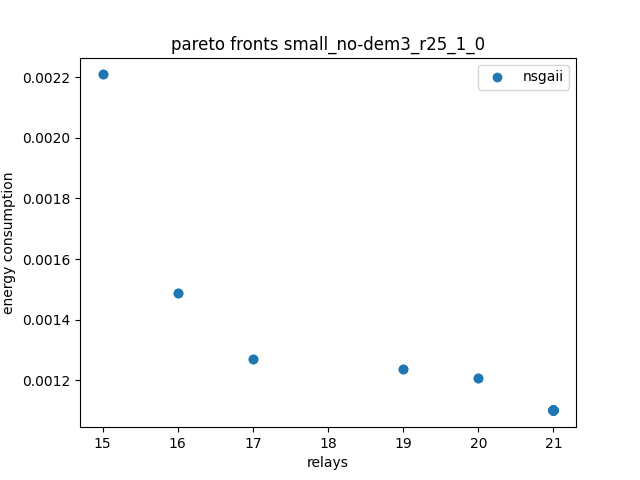 pareto fronts small_no-dem3_r25_1_0
nsgaii
0.0022
0.0020
0.0018
0.0016
0.0014
0.0012
energy consumption
15 16 17 18 19 20 21
relays